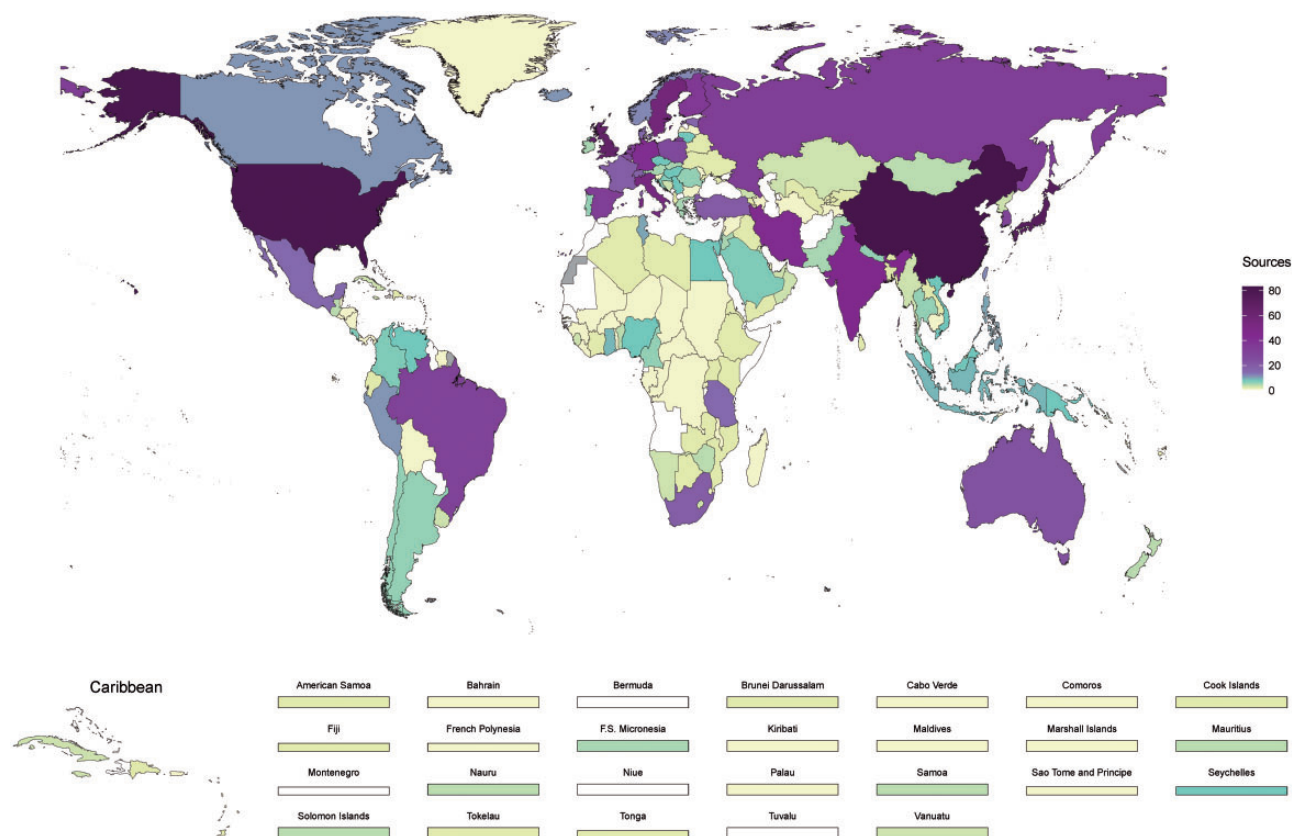 Sources
80
60
40
20
10
0
Caribbean
American Samoa
Bahrain
Bermuda
Brunei Darussalam
Cabo Verde
Comoros
Cook Islands
Fiji
French Polynesia
F.S. Micronesia
Kiribati
Maldives
Marshall Islands
Mauritius
Montenegro
Nauru
Niue
Palau
Samoa
Sao Tome and Principe
Seychelles
Solomon Islands
Tokelau
Tonga
Tuvalu
Vanuatu